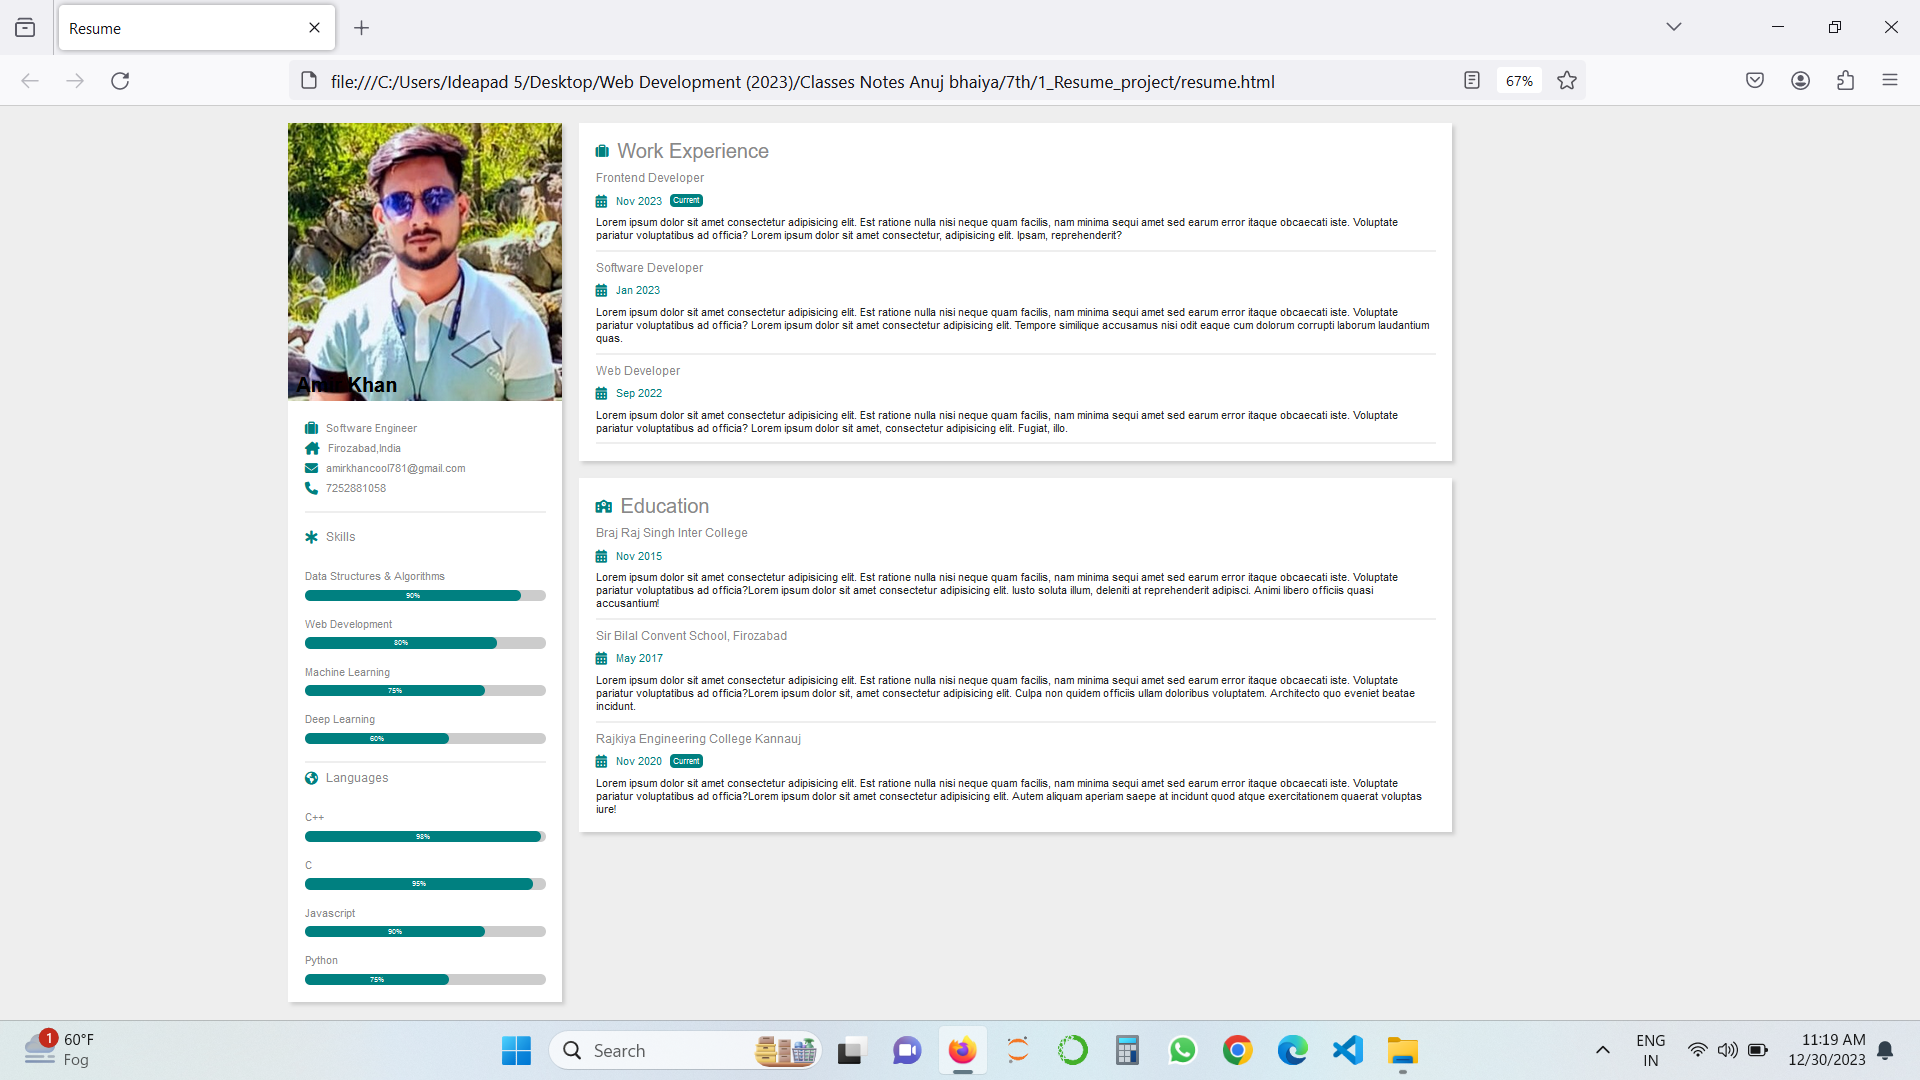 Resume
file:///C:/Users/Ideapad 5/Desktop/Web Development (2023)/Classes Notes Anuj bhaiya/7th/1_Resume_project/resume.html
67%
Amir Khan
Software Engineer
Firozabad,India
amirkhancool781@gmail.com
7252881058
Skills
Data Structures & Algorithms
90%
Web Development
80%
Machine Learning
75%
Deep Learning
60%
Languages
C++
98%
C
95%
Javascript
90%
Python
75%
Work Experience
Frontend Developer
Nov 2023 Current
Lorem ipsum dolor sit amet consectetur adipisicing elit. Est ratione nulla nisi neque quam facilis, nam minima sequi amet sed earum error itaque obcaecati iste. Voluptate
pariatur voluptatibus ad officia? Lorem ipsum dolor sit amet consectetur, adipisicing elit. Ipsam, reprehenderit?
Software Developer
Jan 2023
Lorem ipsum dolor sit amet consectetur adipisicing elit. Est ratione nulla nisi neque quam facilis, nam minima sequi amet sed earum error itaque obcaecati iste. Voluptate
pariatur voluptatibus ad officia? Lorem ipsum dolor sit amet consectetur adipisicing elit. Tempore similique accusamus nisi odit eaque cum dolorum corrupti laborum laudantium
quas.
Web Developer
Sep 2022
Lorem ipsum dolor sit amet consectetur adipisicing elit. Est ratione nulla nisi neque quam facilis, nam minima sequi amet sed earum error itaque obcaecati iste. Voluptate
pariatur voluptatibus ad officia? Lorem ipsum dolor sit amet, consectetur adipisicing elit. Fugiat, illo.
Education
Braj Raj Singh Inter College
Nov 2015
Lorem ipsum dolor sit amet consectetur adipisicing elit. Est ratione nulla nisi neque quam facilis, nam minima sequi amet sed earum error itaque obcaecati iste. Voluptate
pariatur voluptatibus ad officia?Lorem ipsum dolor sit amet consectetur adipisicing elit. Iusto soluta illum, deleniti at reprehenderit adipisci. Animi libero officiis quasi
accusantium!
Sir Bilal Convent School, Firozabad
May 2017
Lorem ipsum dolor sit amet consectetur adipisicing elit. Est ratione nulla nisi neque quam facilis, nam minima sequi amet sed earum error itaque obcaecati iste. Voluptate
pariatur voluptatibus ad officia?Lorem ipsum dolor sit, amet consectetur adipisicing elit. Culpa non quidem officiis ullam doloribus voluptatem. Architecto quo eveniet beatae
incidunt.
Rajkiya Engineering College Kannauj
Nov 2020 Current
Lorem ipsum dolor sit amet consectetur adipisicing elit. Est ratione nulla nisi neque quam facilis, nam minima sequi amet sed earum error itaque obcaecati iste. Voluptate
pariatur voluptatibus ad officia?Lorem ipsum dolor sit amet consectetur adipisicing elit. Autem aliquam aperiam saepe at incidunt quod atque exercitationem quaerat voluptas
iure!
1
60°F
Fog
Search
ENG
IN
11:19 AM
12/30/2023